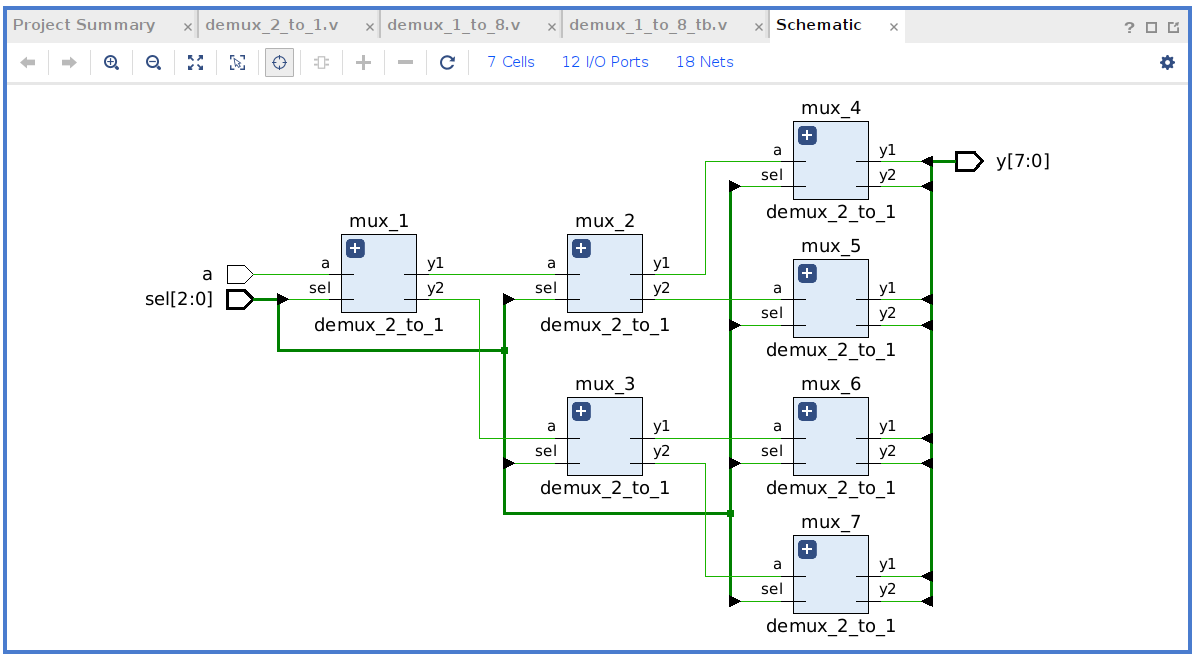 Project Summary × demux_2_to_1.v × demux_1_to_8.v × demux_1_to_8_tb.v × Schematic × ?
7 Cells 12 I/O Ports 18 Nets
mux_4
a y1
sel y2
demux_2_to_1
y[7:0]
mux_1
a y1
sel y2
demux_2_to_1
a
sel[2:0]
mux_2
a y1
sel y2
demux_2_to_1
mux_5
a y1
sel y2
demux_2_to_1
mux_3
a y1
sel y2
demux_2_to_1
mux_6
a y1
sel y2
demux_2_to_1
mux_7
a y1
sel y2
demux_2_to_1